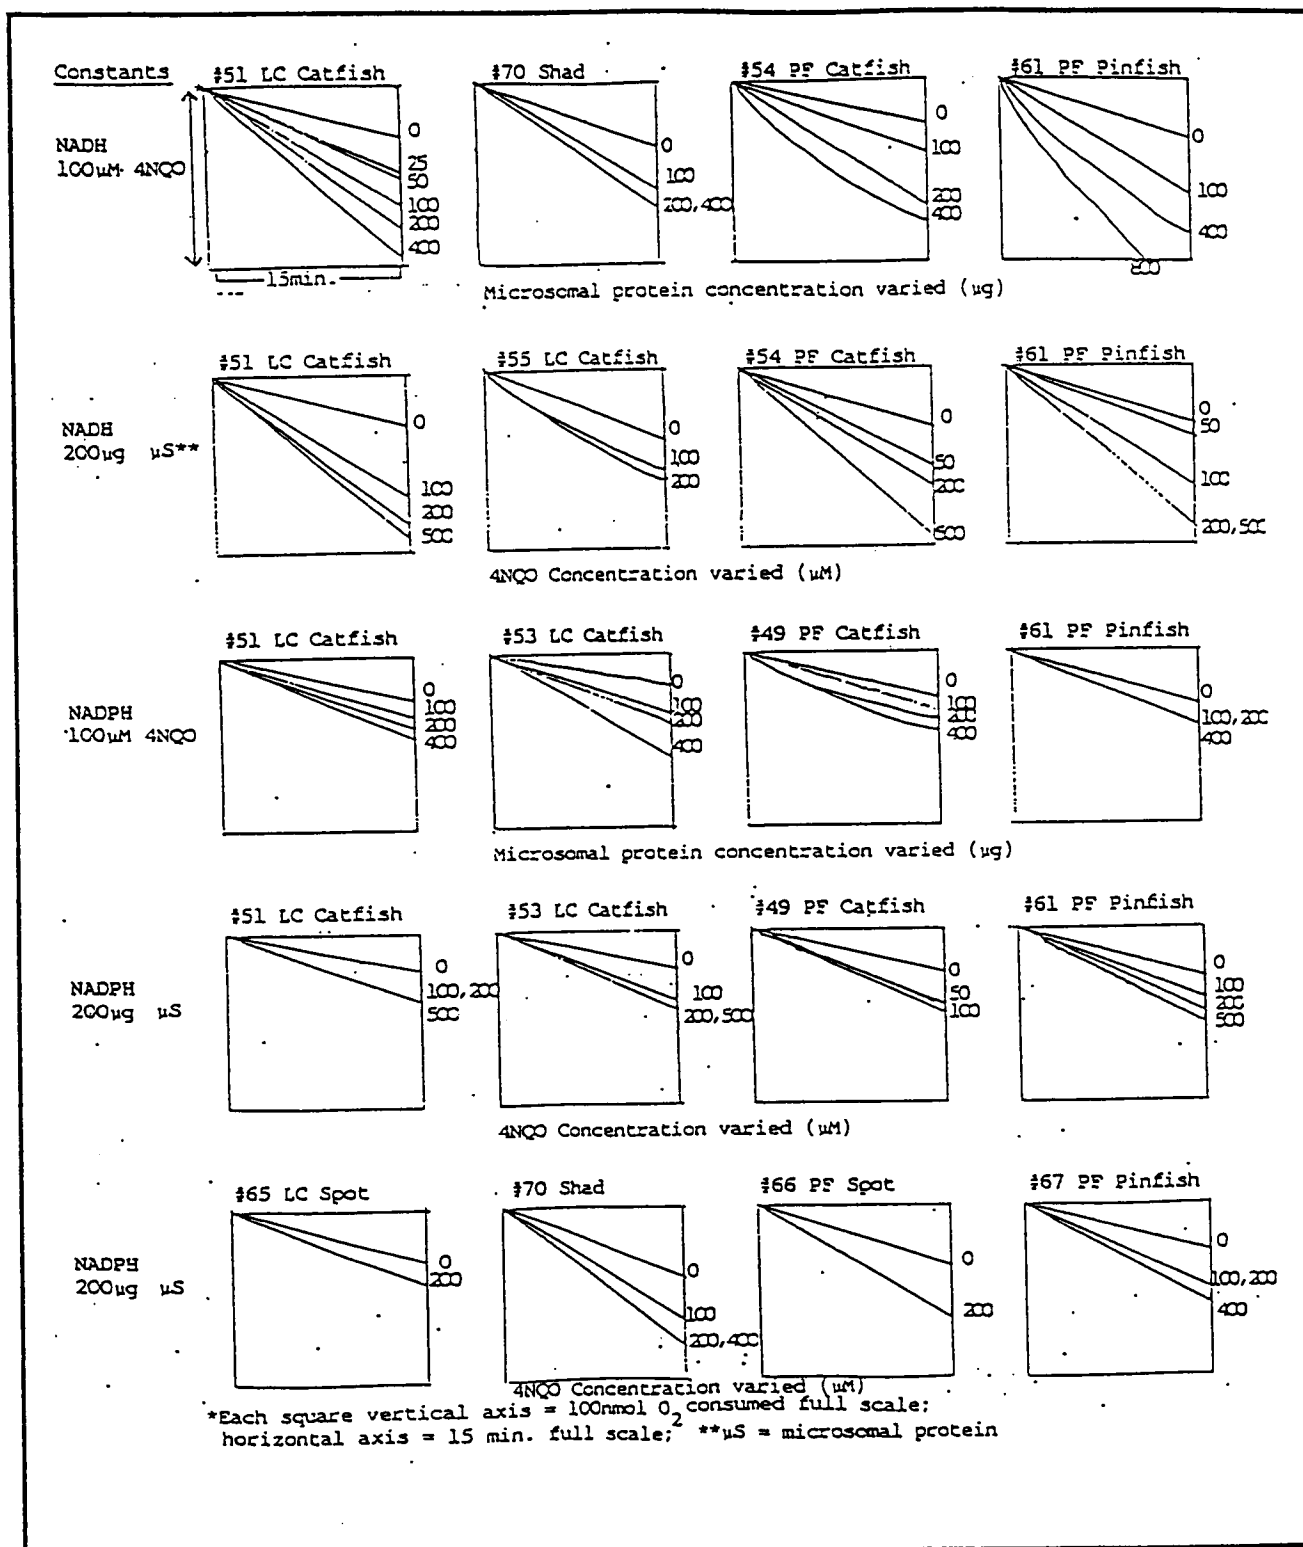 Constants
#51 LC Catfish #70 Shad #54 PF Catfish #61 PF Pinfish
NADH
100µM 4NQO
0
25
50
100
200
400
0
100
200,400
0
100
200
400
0
100
400
800
15min.
Microsomal protein concentration varied (µg)
#51 LC Catfish #55 LC Catfish #54 PF Catfish #61 PF Pinfish
NADH
200µg µS**
0
100
200
500
0
100
200
0
50
200
500
0
50
100
200,500
4NQO Concentration varied (µM)
#51 LC Catfish #53 LC Catfish #49 PF Catfish #61 PF Pinfish
NADPH
100µM 4NQO
0
100
200
400
0
100
200
400
0
100
200
400
0
100,200
400
Microsomal protein concentration varied (µg)
#51 LC Catfish #53 LC Catfish #49 PF Catfish #61 PF Pinfish
NADPH
200µg µS
0
100,200
500
0
100
200,500
0
50
100
0
100
200
500
4NQO Concentration varied (µM)
#65 LC Spot #70 Shad #66 PF Spot #67 PF Pinfish
NADPH
200µg µS
0
200
0
100
200,400
0
200
0
100,200
400
4NQO Concentration varied (µM)
*Each square vertical axis = 100nmol O2 consumed full scale;
horizontal axis = 15 min. full scale; **µS = microsomal protein